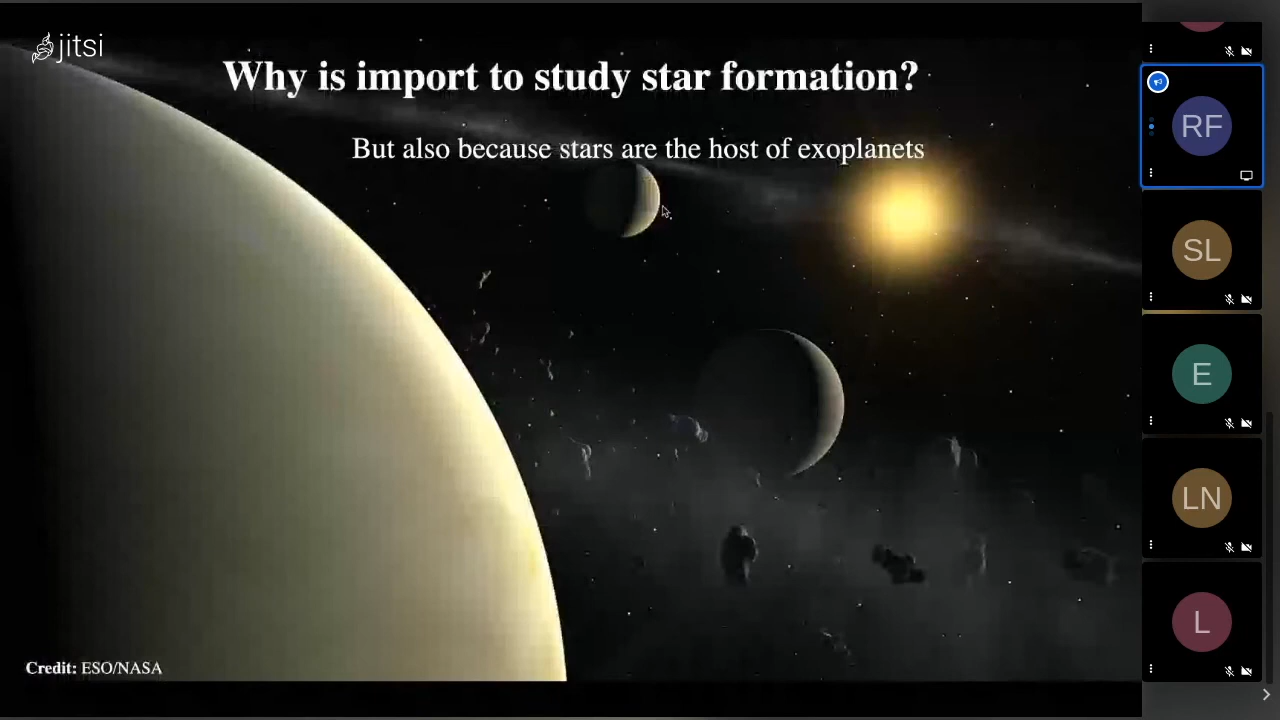 jitsi
Why is import to study star formation?
But also because stars are the host of exoplanets
RF
SL
E
LN
L
Credit: ESO/NASA